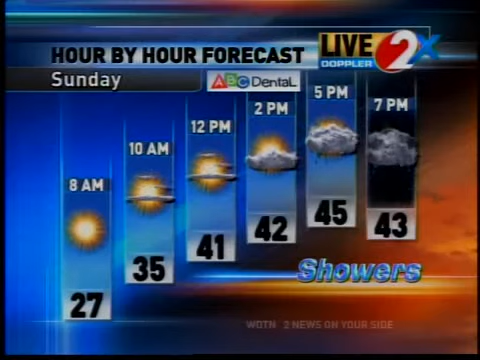 HOUR BY HOUR FORECAST
LIVE 2X
DOPPLER
Sunday
ABC Dental
8 AM
10 AM
12 PM
2 PM
5 PM
7 PM
27
35
41
42
45
43
Showers
WDTN 2 NEWS ON YOUR SIDE